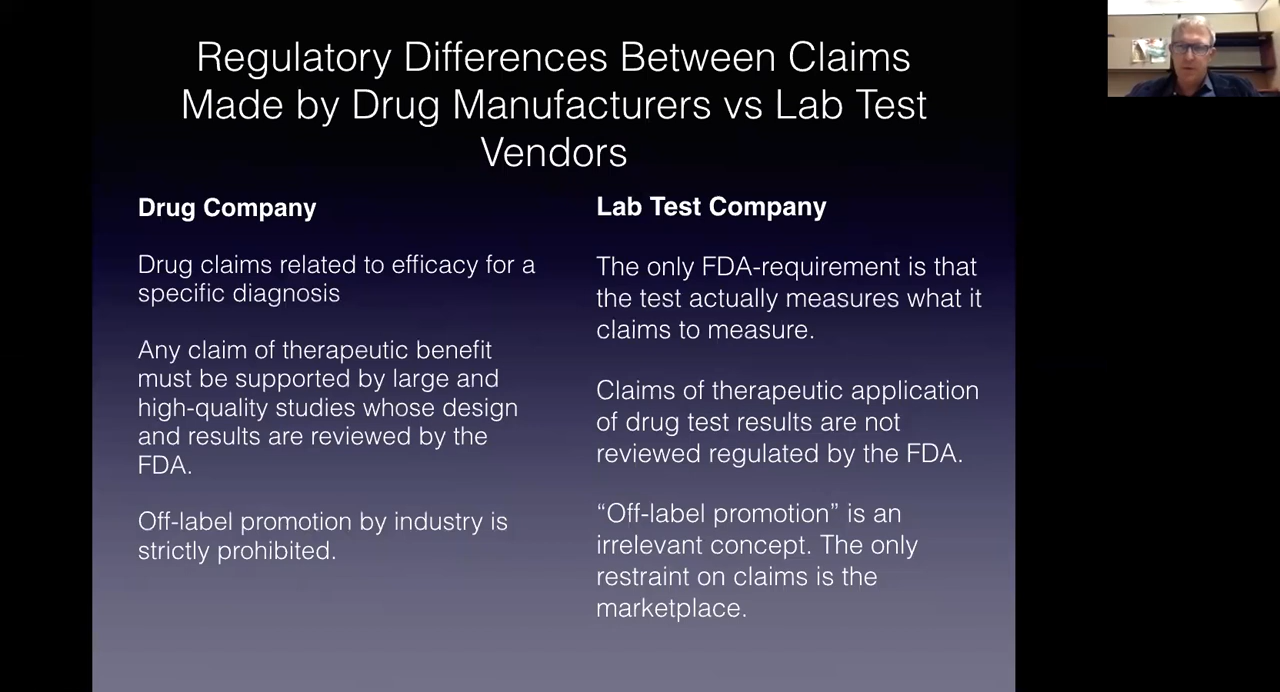 Regulatory Differences Between Claims
Made by Drug Manufacturers vs Lab Test
Vendors
Drug Company
Drug claims related to efficacy for a
specific diagnosis
Any claim of therapeutic benefit
must be supported by large and
high-quality studies whose design
and results are reviewed by the
FDA.
Off-label promotion by industry is
strictly prohibited.
Lab Test Company
The only FDA-requirement is that
the test actually measures what it
claims to measure.
Claims of therapeutic application
of drug test results are not
reviewed regulated by the FDA.
“Off-label promotion” is an
irrelevant concept. The only
restraint on claims is the
marketplace.